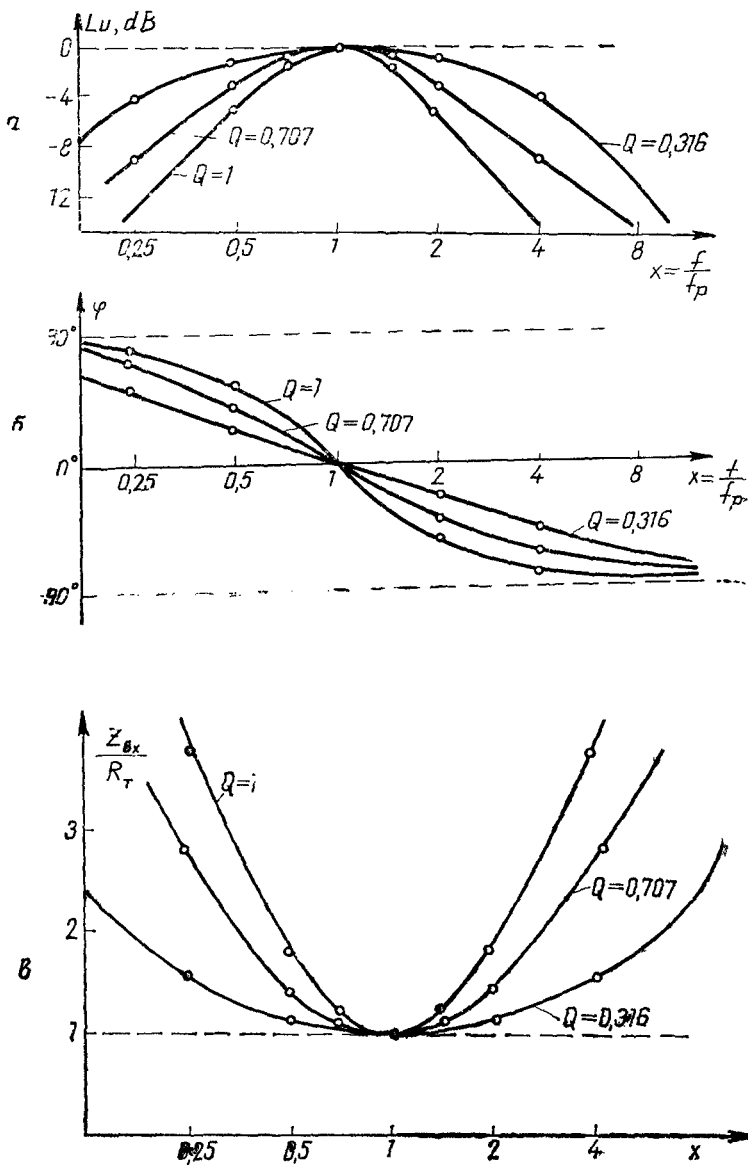 Lu, dB
0
-4
-8
12
a
Q=0,707
Q=1
Q=0,316
0,25 0,5 1 2 4 8
x = f/fp
φ
90°
0°
-90°
б
Q=1
Q=0,707
Q=0,316
0,25 0,5 1 2 4 8
x = f/fp
Zвх/Rт
3
2
1
в
Q=1
Q=0,707
Q=0,316
0,25 0,5 1 2 4 x